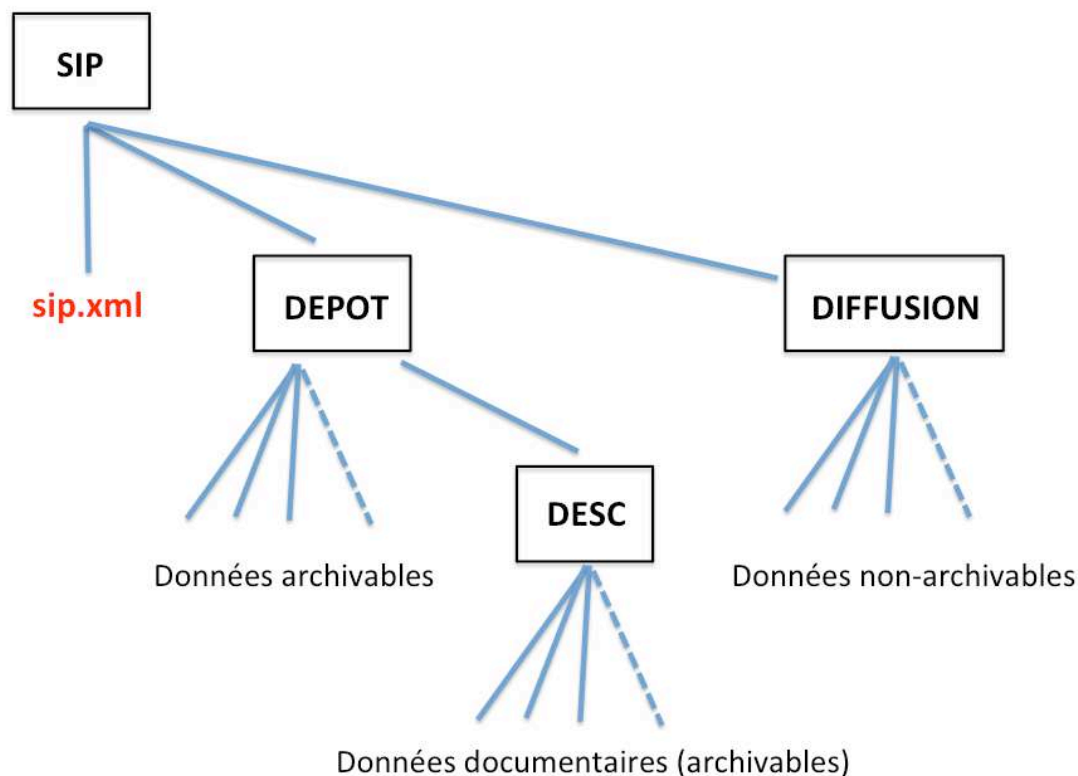 SIP
sip.xml
DEPOT
DIFFUSION
DESC
Données archivables
Données non-archivables
Données documentaires (archivables)